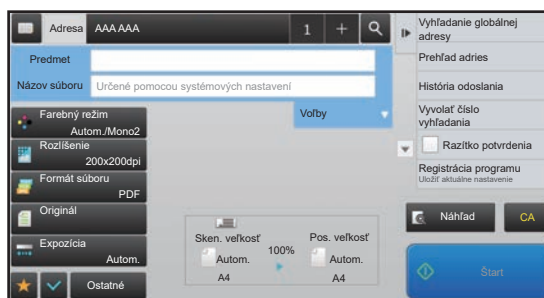 Adresa AAA AAA 1 +
Predmet
Názov súboru Určené pomocou systémových nastavení
Voľby
Farebný režim
Autom./Mono2
Rozlíšenie
200x200dpi
Formát súboru
PDF
Originál
Expozícia
Autom.
Ostatné
Sken. veľkosť
Autom.
A4
100%
Pos. veľkosť
Autom.
A4
Vyhľadanie globálnej
adresy
Prehľad adries
História odoslania
Vyvolať číslo
vyhľadania
Razítko potvrdenia
Registrácia programu
Uložiť aktuálne nastavenie
Náhľad
CA
Štart